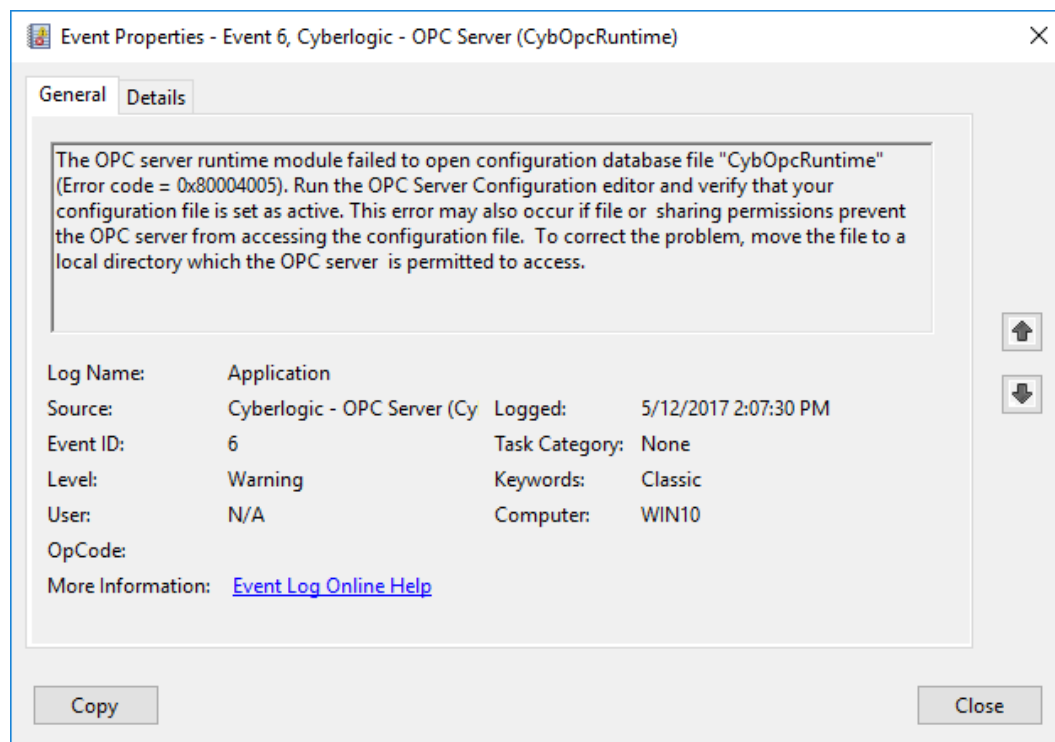 Event Properties - Event 6, Cyberlogic - OPC Server (CybOpcRuntime)
General Details
The OPC server runtime module failed to open configuration database file "CybOpcRuntime"
(Error code = 0x80004005). Run the OPC Server Configuration editor and verify that your
configuration file is set as active. This error may also occur if file or  sharing permissions prevent
the OPC server from accessing the configuration file.  To correct the problem, move the file to a
local directory which the OPC server  is permitted to access.
Log Name: Application
Source: Cyberlogic - OPC Server (Cy Logged: 5/12/2017 2:07:30 PM
Event ID: 6 Task Category: None
Level: Warning Keywords: Classic
User: N/A Computer: WIN10
OpCode:
More Information: Event Log Online Help
Copy Close